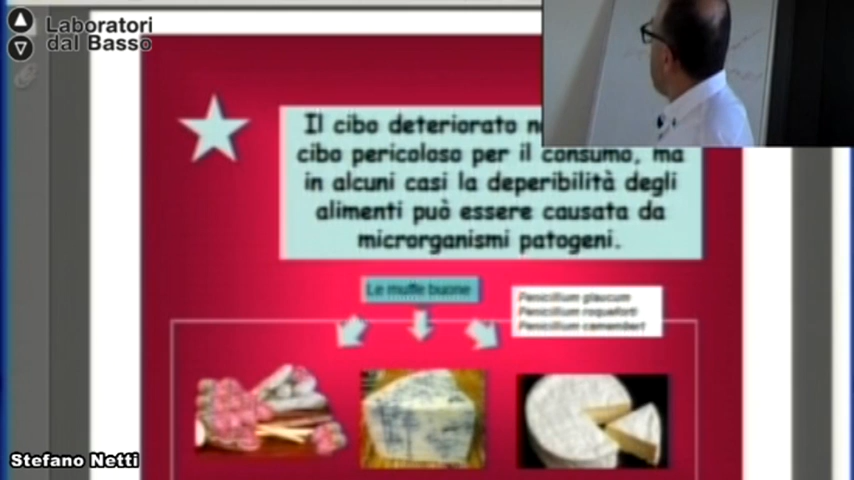 Laboratori
dal Basso
Il cibo deteriorato
cibo pericoloso per il consumo, ma
in alcuni casi la deperibilità degli
alimenti può essere causata da
microrganismi patogeni.
Le muffe buone
Penicillium glaucum
Penicillium roqueforti
Penicillium camembert
Stefano Netti